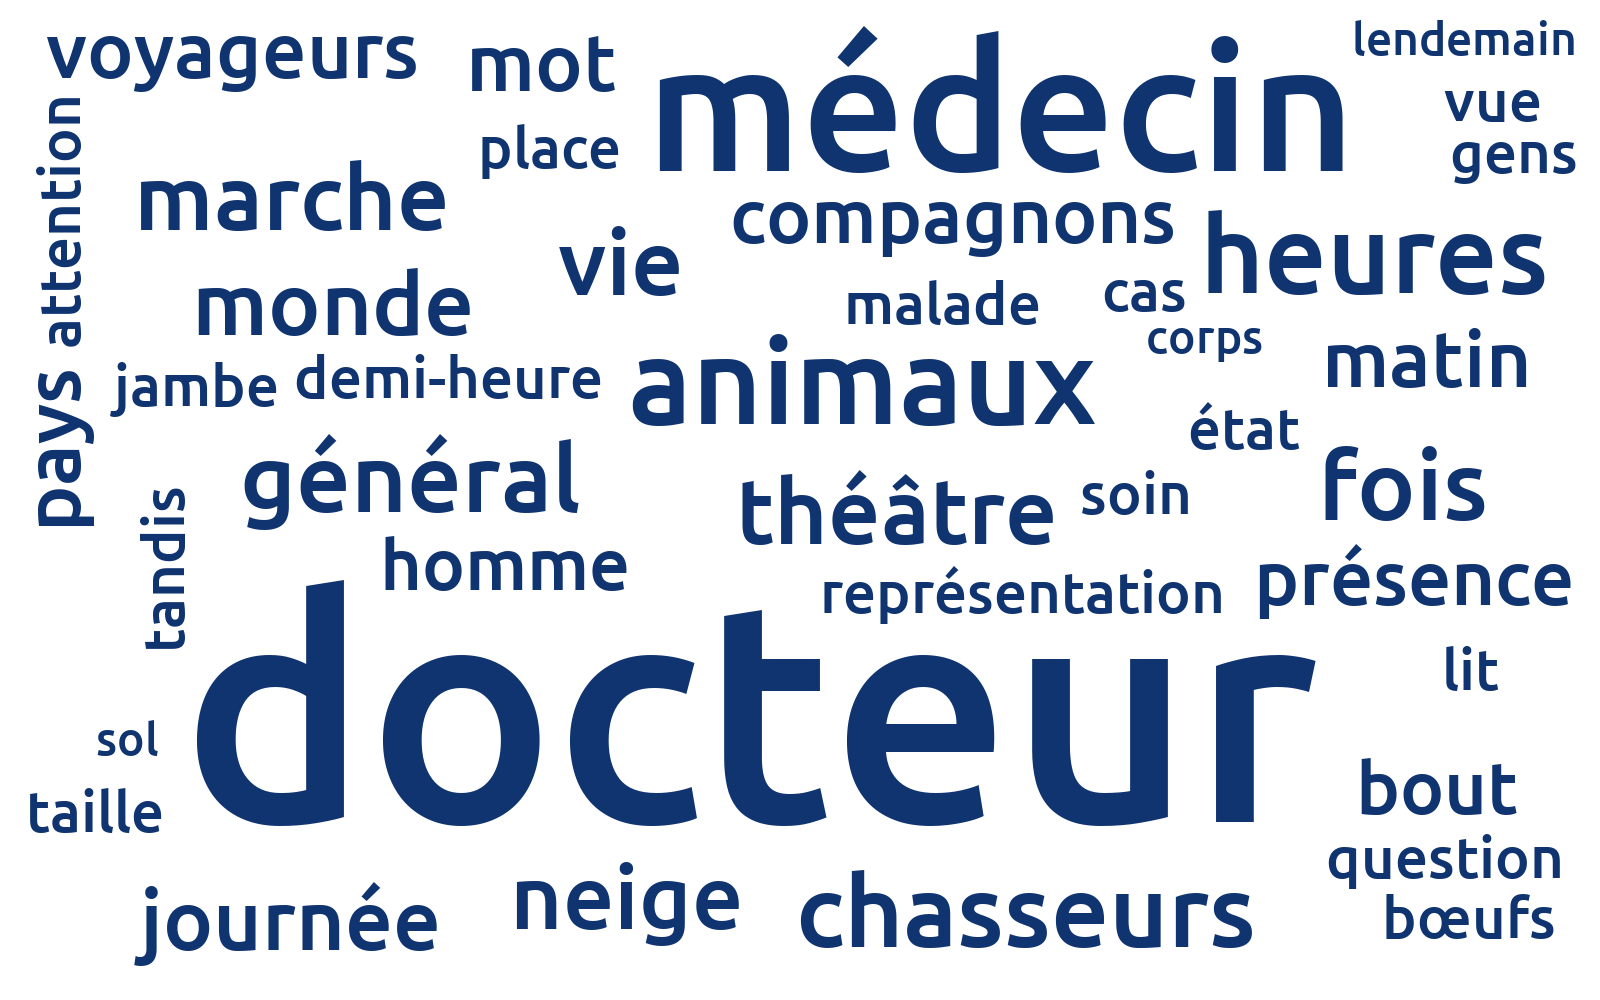 voyageurs
mot
médecin
lendemain
vue
place
gens
attention
marche
compagnons
heures
vie
monde
malade
cas
corps
matin
animaux
jambe
demi-heure
pays
état
général
théâtre
soin
fois
tandis
homme
représentation
présence
docteur
lit
sol
taille
bout
question
journée
neige
chasseurs
bœufs